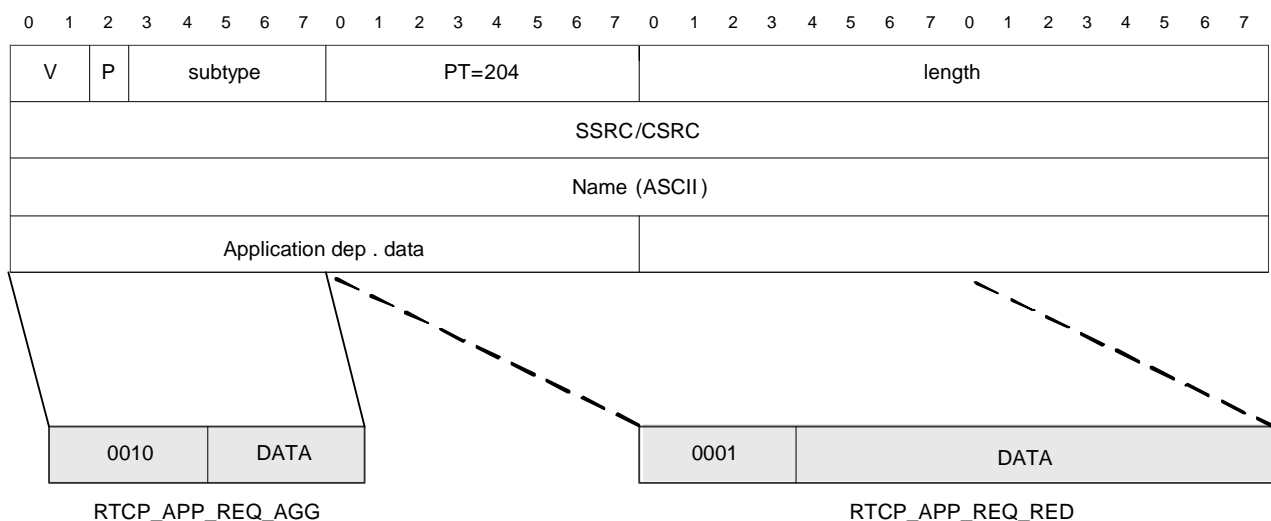 0 1 2 3 4 5 6 7 0 1 2 3 4 5 6 7 0 1 2 3 4 5 6 7 0 1 2 3 4 5 6 7
V P subtype PT=204 length
SSRC/CSRC
Name (ASCII)
Application dep . data
0010 DATA 0001 DATA
RTCP_APP_REQ_AGG RTCP_APP_REQ_RED